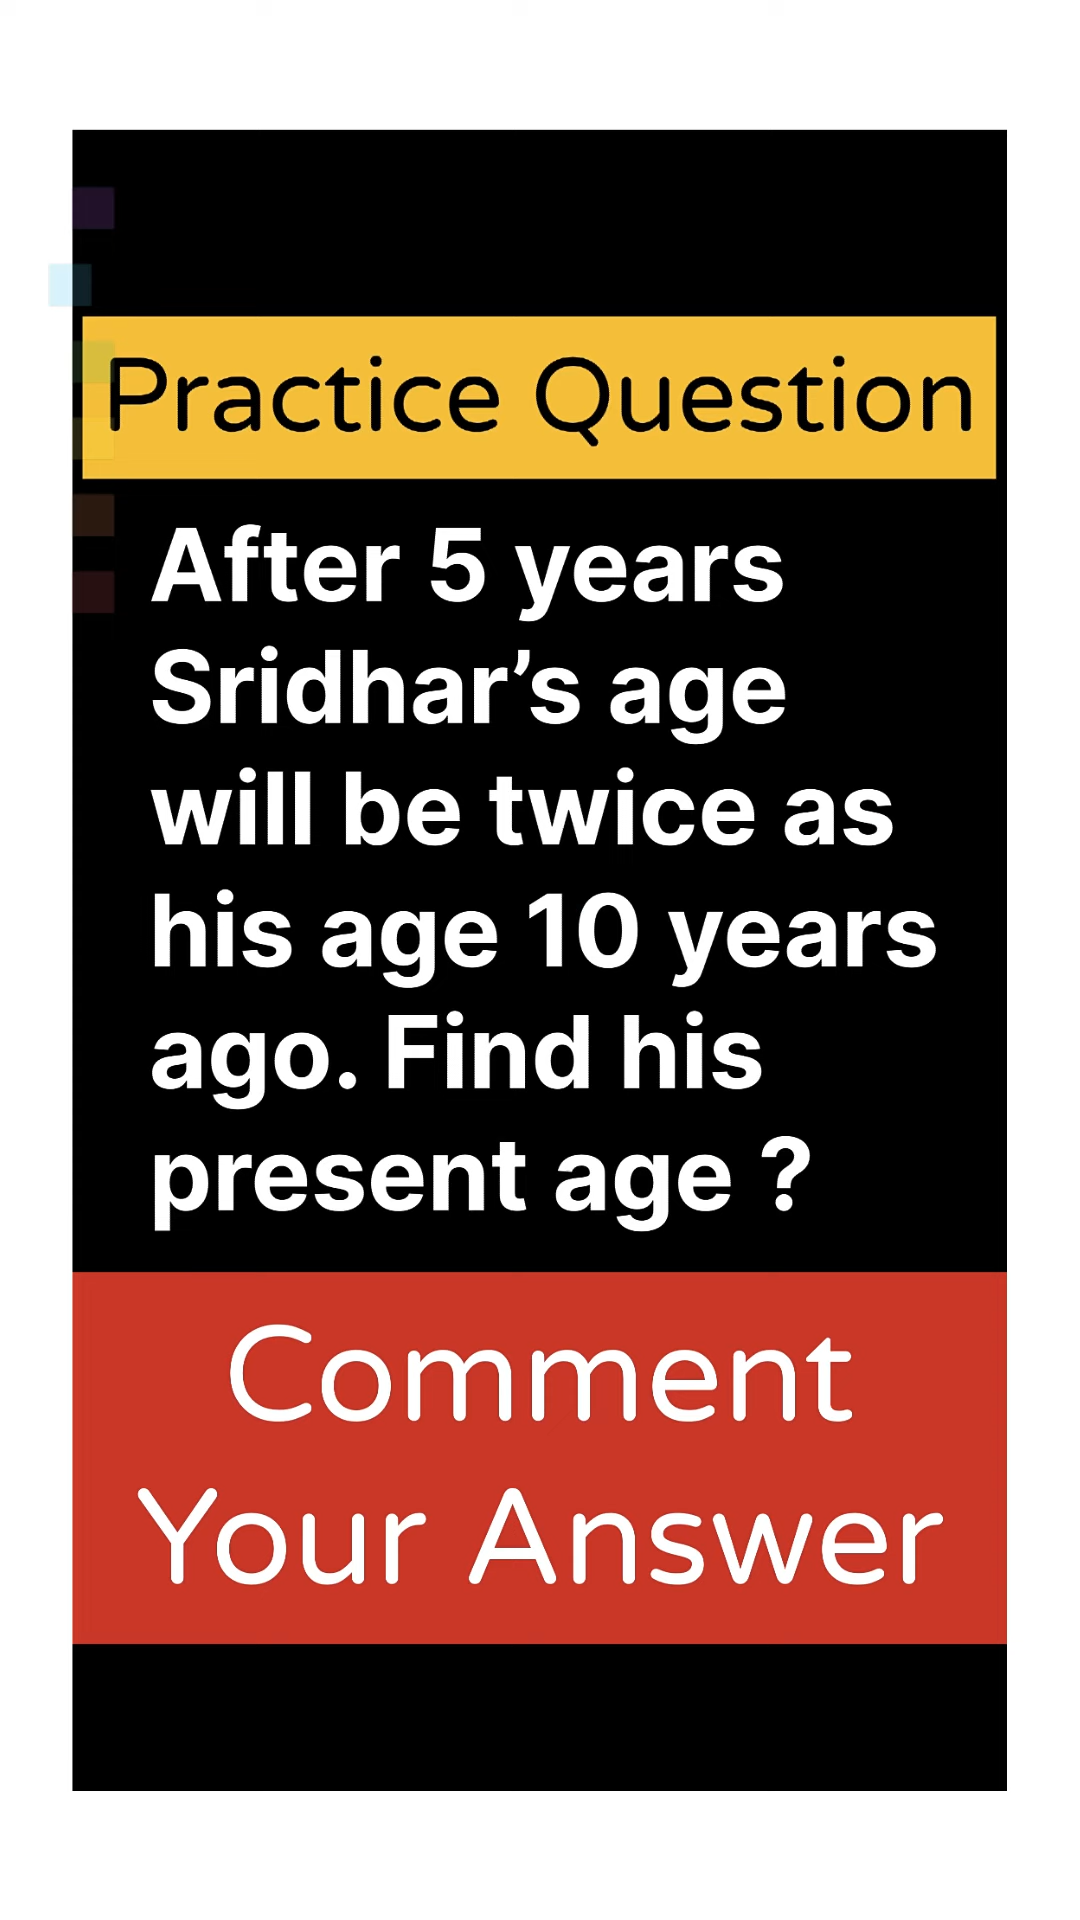 Practice Question
After 5 years
Sridhar’s age
will be twice as
his age 10 years
ago. Find his
present age ?
Comment
Your Answer